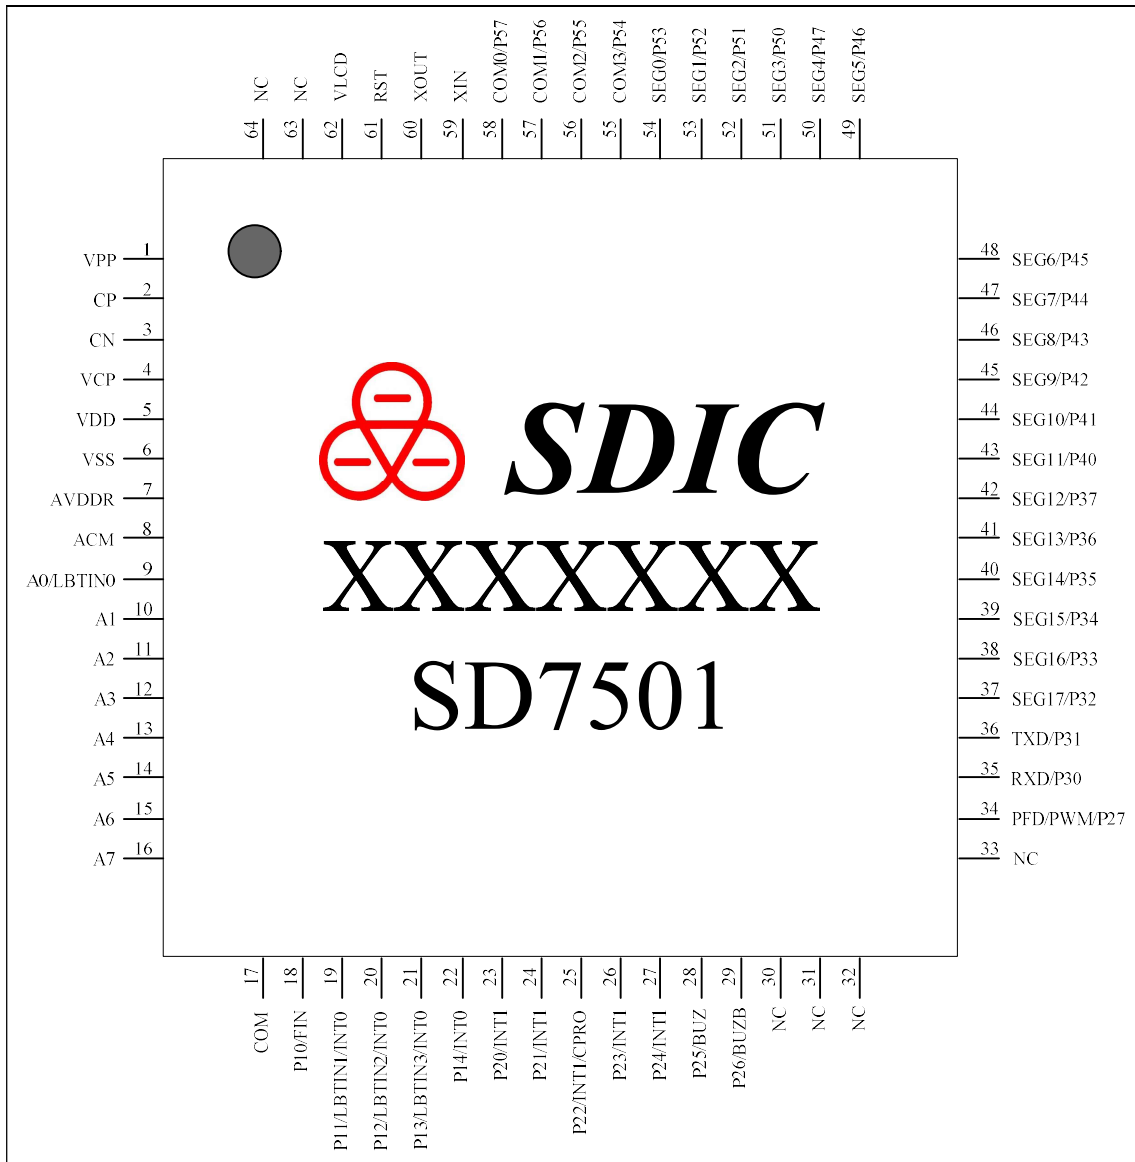 64 NC
63 NC
62 VLCD
61 RST
60 XOUT
59 XIN
58 COM0/P57
57 COM1/P56
56 COM2/P55
55 COM3/P54
54 SEG0/P53
53 SEG1/P52
52 SEG2/P51
51 SEG3/P50
50 SEG4/P47
49 SEG5/P46
VPP 1
CP 2
CN 3
VCP 4
VDD 5
VSS 6
AVDDR 7
ACM 8
A0/LBTIN0 9
A1 10
A2 11
A3 12
A4 13
A5 14
A6 15
A7 16
SDIC
XXXXXXX
SD7501
48 SEG6/P45
47 SEG7/P44
46 SEG8/P43
45 SEG9/P42
44 SEG10/P41
43 SEG11/P40
42 SEG12/P37
41 SEG13/P36
40 SEG14/P35
39 SEG15/P34
38 SEG16/P33
37 SEG17/P32
36 TXD/P31
35 RXD/P30
34 PFD/PWM/P27
33 NC
COM 17
P10/FIN 18
P11/LBTIN1/INT0 19
P12/LBTIN2/INT0 20
P13/LBTIN3/INT0 21
P14/INT0 22
P20/INT1 23
P21/INT1 24
P22/INT1/CPRO 25
P23/INT1 26
P24/INT1 27
P25/BUZ 28
P26/BUZB 29
NC 30
NC 31
NC 32